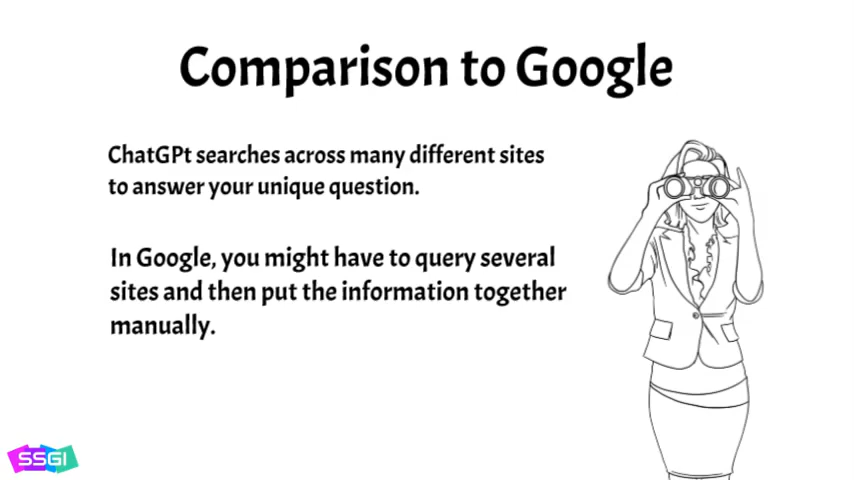 Comparison to Google
ChatGPt searches across many different sites
to answer your unique question.
In Google, you might have to query several
sites and then put the information together
manually.
SSGI